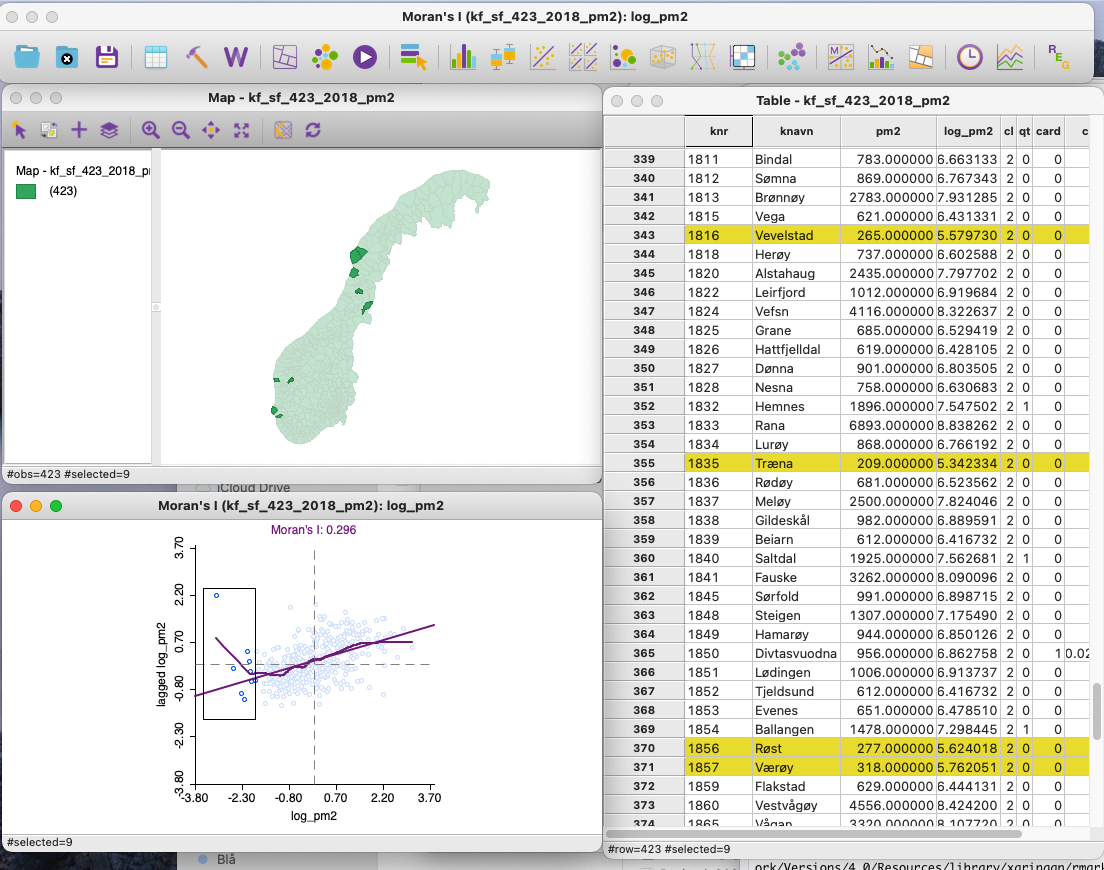 Moran's I (kf_sf_423_2018_pm2): log_pm2
W
M
R
E
G
Map - kf_sf_423_2018_pm2
Map - kf_sf_423_2018_p
(423)
#obs=423 #selected=9
iCloud Drive
Moran's I (kf_sf_423_2018_pm2): log_pm2
Moran's I: 0.296
3.70
2.20
0.70
-0.80
-2.30
-3.80
lagged log_pm2
-3.80 -2.30 -0.80 0.70 2.20 3.70
log_pm2
#selected=9
Blå
Table - kf_sf_423_2018_pm2
knr knavn pm2 log_pm2 cl qt card c
339 1811 Bindal 783.000000 6.663133 2 0 0
340 1812 Sømna 869.000000 6.767343 2 0 0
341 1813 Brønnøy 2783.000000 7.931285 2 0 0
342 1815 Vega 621.000000 6.431331 2 0 0
343 1816 Vevelstad 265.000000 5.579730 2 0 0
344 1818 Herøy 737.000000 6.602588 2 0 0
345 1820 Alstahaug 2435.000000 7.797702 2 0 0
346 1822 Leirfjord 1012.000000 6.919684 2 0 0
347 1824 Vefsn 4116.000000 8.322637 2 0 0
348 1825 Grane 685.000000 6.529419 2 0 0
349 1826 Hattfjelldal 619.000000 6.428105 2 0 0
350 1827 Dønna 901.000000 6.803505 2 0 0
351 1828 Nesna 758.000000 6.630683 2 0 0
352 1832 Hemnes 1896.000000 7.547502 2 1 0
353 1833 Rana 6893.000000 8.838262 2 0 0
354 1834 Lurøy 868.000000 6.766192 2 0 0
355 1835 Træna 209.000000 5.342334 2 0 0
356 1836 Rødøy 681.000000 6.523562 2 0 0
357 1837 Meløy 2500.000000 7.824046 2 0 0
358 1838 Gildeskål 982.000000 6.889591 2 0 0
359 1839 Beiarn 612.000000 6.416732 2 0 0
360 1840 Saltdal 1925.000000 7.562681 2 1 0
361 1841 Fauske 3262.000000 8.090096 2 0 0
362 1845 Sørfold 991.000000 6.898715 2 0 0
363 1848 Steigen 1307.000000 7.175490 2 0 0
364 1849 Hamarøy 944.000000 6.850126 2 0 0
365 1850 Divtasvuodna 956.000000 6.862758 2 0 1 0.02
366 1851 Lødingen 1006.000000 6.913737 2 0 0
367 1852 Tjeldsund 612.000000 6.416732 2 0 0
368 1853 Evenes 651.000000 6.478510 2 0 0
369 1854 Ballangen 1478.000000 7.298445 2 1 0
370 1856 Røst 277.000000 5.624018 2 0 0
371 1857 Værøy 318.000000 5.762051 2 0 0
372 1859 Flakstad 629.000000 6.444131 2 0 0
373 1860 Vestvågøy 4556.000000 8.424200 2 0 0
374 1865 Vågan 3320.000000 8.107720 2 0 0
#row=423 #selected=9
ork/Versions/4.0/Resources/library/xaringan/rmark